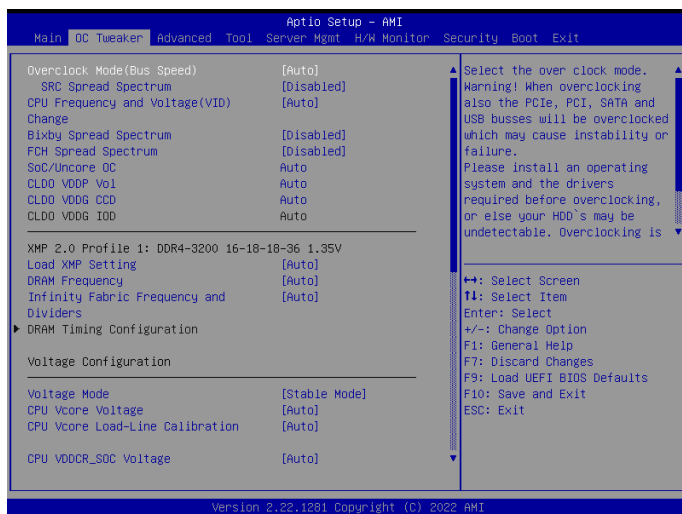 Aptio Setup – AMI
Main OC Tweaker Advanced Tool Server Mgmt H/W Monitor Security Boot Exit
Overclock Mode(Bus Speed) [Auto]
SRC Spread Spectrum [Disabled]
CPU Frequency and Voltage(VID) [Auto]
Change
Bixby Spread Spectrum [Disabled]
FCH Spread Spectrum [Disabled]
SoC/Uncore OC Auto
CLDO VDDP Vol Auto
CLDO VDDG CCD Auto
CLDO VDDG IOD Auto
XMP 2.0 Profile 1: DDR4-3200 16-18-18-36 1.35V
Load XMP Setting [Auto]
DRAM Frequency [Auto]
Infinity Fabric Frequency and [Auto]
Dividers
DRAM Timing Configuration
Voltage Configuration
Voltage Mode [Stable Mode]
CPU Vcore Voltage [Auto]
CPU Vcore Load-Line Calibration [Auto]
CPU VDDCR_SOC Voltage [Auto]
Select the over clock mode.
Warning! When overclocking
also the PCIe, PCI, SATA and
USB busses will be overclocked
which may cause instability or
failure.
Please install an operating
system and the drivers
required before overclocking,
or else your HDD`s may be
undetectable. Overclocking is
↔: Select Screen
↑↓: Select Item
Enter: Select
+/-: Change Option
F1: General Help
F7: Discard Changes
F9: Load UEFI BIOS Defaults
F10: Save and Exit
ESC: Exit
Version 2.22.1281 Copyright (C) 2022 AMI